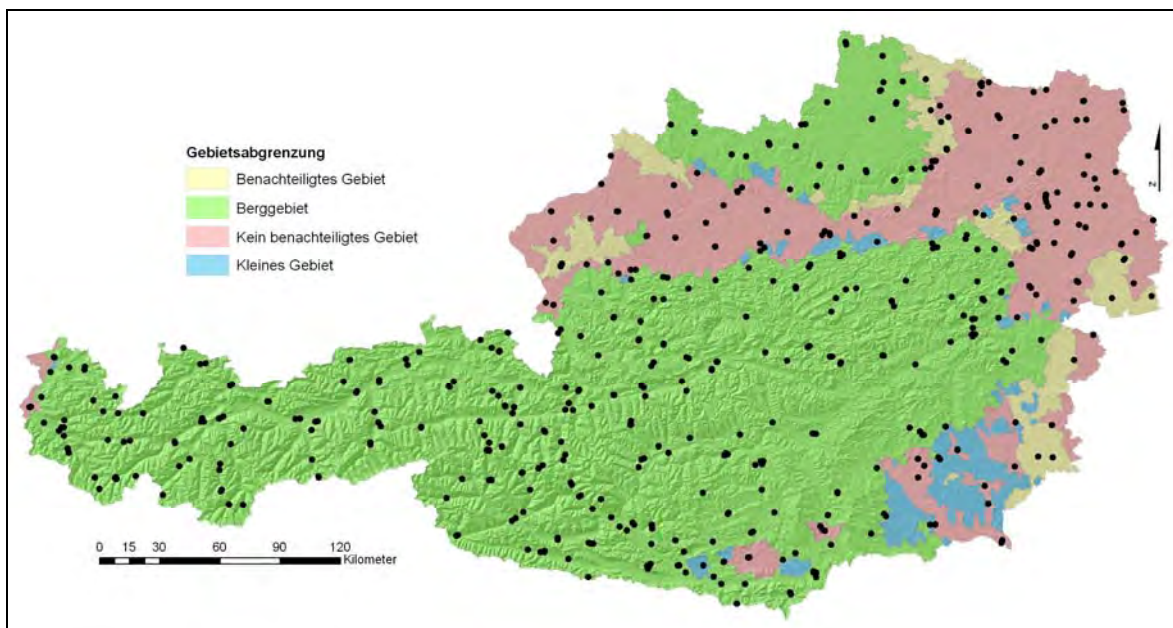 Gebietsabgrenzung
Benachteiligtes Gebiet
Berggebiet
Kein benachteiligtes Gebiet
Kleines Gebiet
N
0 15 30 60 90 120
Kilometer